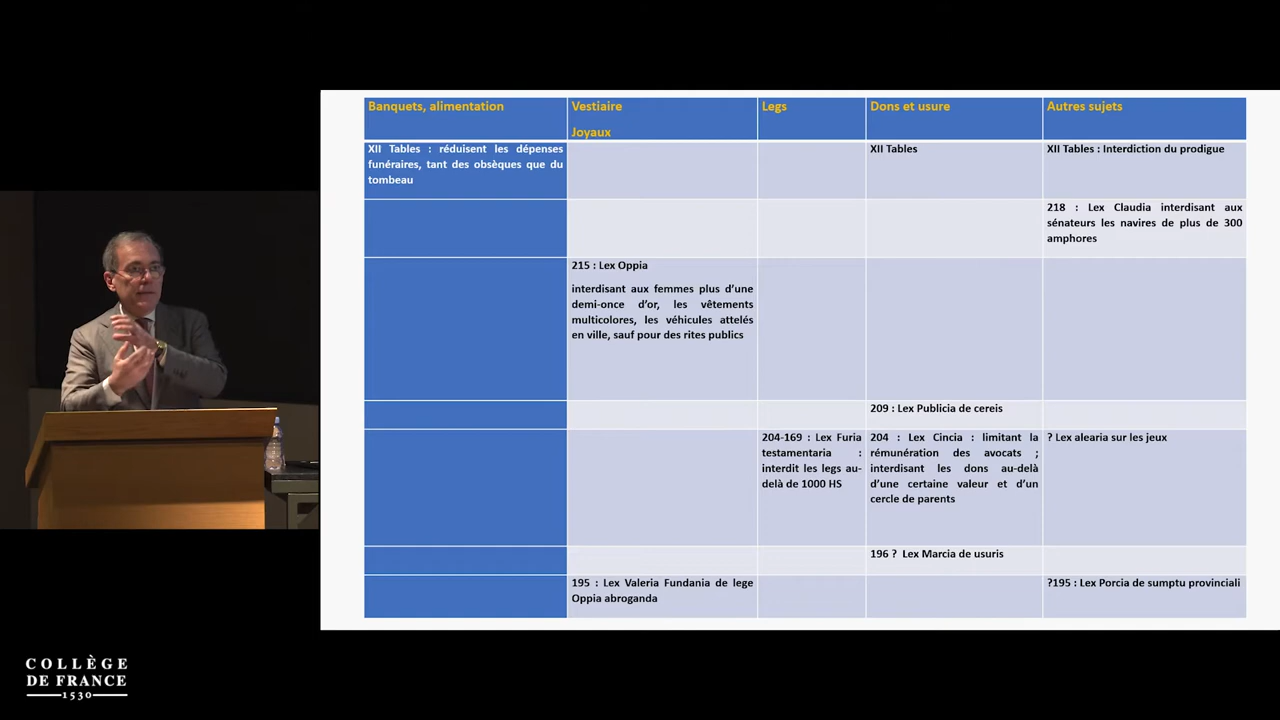 Banquets, alimentation
Vestiaire
Joyaux
Legs
Dons et usure
Autres sujets
XII Tables : réduisent les dépenses
funéraires, tant des obsèques que du
tombeau
XII Tables
XII Tables : Interdiction du prodigue
218 : Lex Claudia interdisant aux
sénateurs les navires de plus de 300
amphores
215 : Lex Oppia
interdisant aux femmes plus d’une
demi-once d’or, les vêtements
multicolores, les véhicules attelés
en ville, sauf pour des rites publics
209 : Lex Publicia de cereis
204-169 : Lex Furia
testamentaria :
interdit les legs au-
delà de 1000 HS
204 : Lex Cincia : limitant la
rémunération des avocats ;
interdisant les dons au-delà
d’une certaine valeur et d’un
cercle de parents
? Lex alearia sur les jeux
196 ? Lex Marcia de usuris
195 : Lex Valeria Fundania de lege
Oppia abroganda
?195 : Lex Porcia de sumptu provinciali
COLLÈGE
DE FRANCE
1530